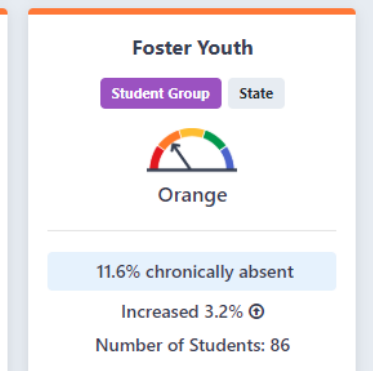 Foster Youth
Student Group State
Orange
11.6% chronically absent
Increased 3.2%
Number of Students: 86